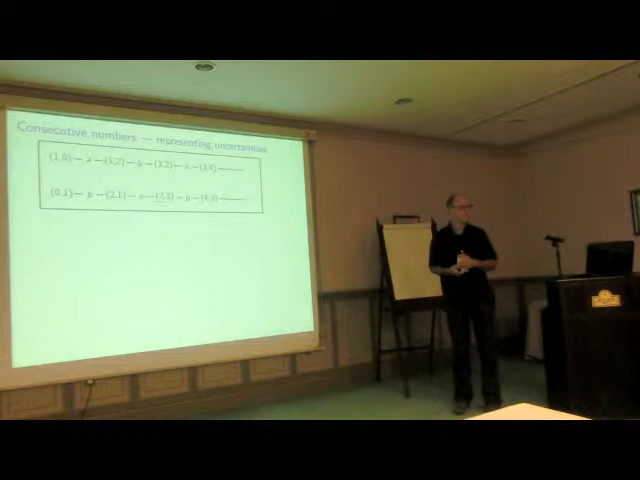 Consecutive numbers — representing uncertainties
(1,0) — a — (1,2) — b — (3,2) — a — (3,4) ———
(0,1) — b — (2,1) — a — (2,3) — b — (4,3) ———